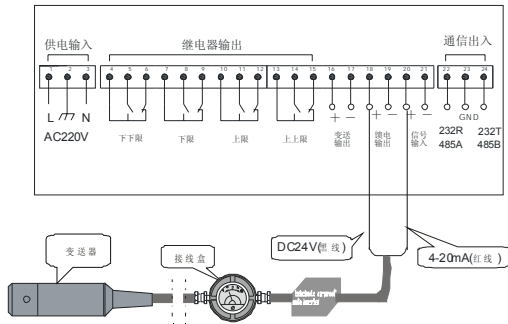 供电输入 继电器输出 通信出入
1 2 3 4 5 6 7 8 9 10 11 12 13 14 15 16 17 18 19 20 21 22 23 24
L N
AC220V
下下限 下限 上限 上上限
+ - + - + -
变送输出 馈电输出 信号输入
GND
232R 232T
485A 485B
DC24V(黑线)
4-20mA(红线)
变送器
接线盒